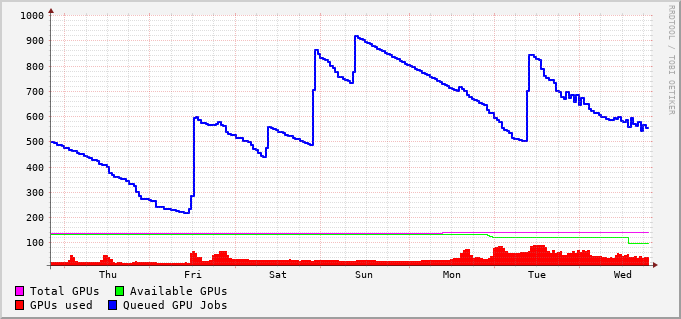 1000
900
800
700
600
500
400
300
200
100
Thu Fri Sat Sun Mon Tue Wed
Total GPUs Available GPUs
GPUs used Queued GPU Jobs
RRDTOOL / TOBI OETIKER